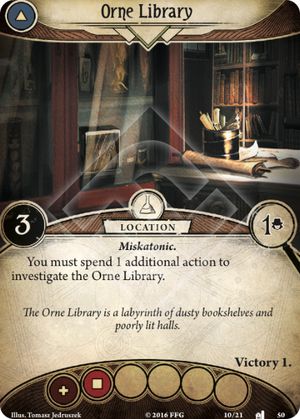 Orne Library
3
LOCATION
1
Miskatonic.
You must spend 1 additional action to
investigate the Orne Library.
The Orne Library is a labyrinth of dusty bookshelves and
poorly lit halls.
Victory 1.
Illus. Tomasz Jedruszek
© 2016 FFG
10/21
50